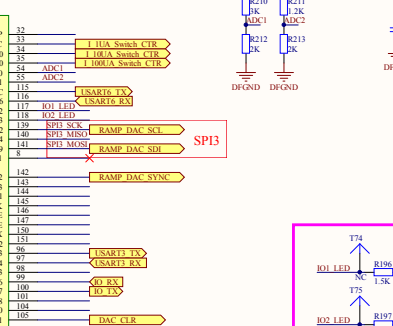 R210
3K
ADC1
R211
1.2K
ADC2
R212
2K
R213
2K
DFGND
DFGND
32
33 1 1UA Switch CTR
34 1 10UA Switch CTR
35 1 100UA Switch CTR
54 ADC1
55 ADC2
115 USART6 TX
116 USART6 RX
117 IO1 LED
118 IO2 LED
139 SPI3 SCK RAMP DAC SCL
140 SPI3 MISO
141 SPI3 MOSI RAMP DAC SDI
SPI3
8
142 RAMP DAC SYNC
143
144
145
146
147
150
151
96 USART3 TX
97 USART3 RX
98
99 IO RX
100 IO TX
101
104
105 DAC CLR
T74
IO1 LED
NC
R196
1.5K
T75
IO2 LED
R197